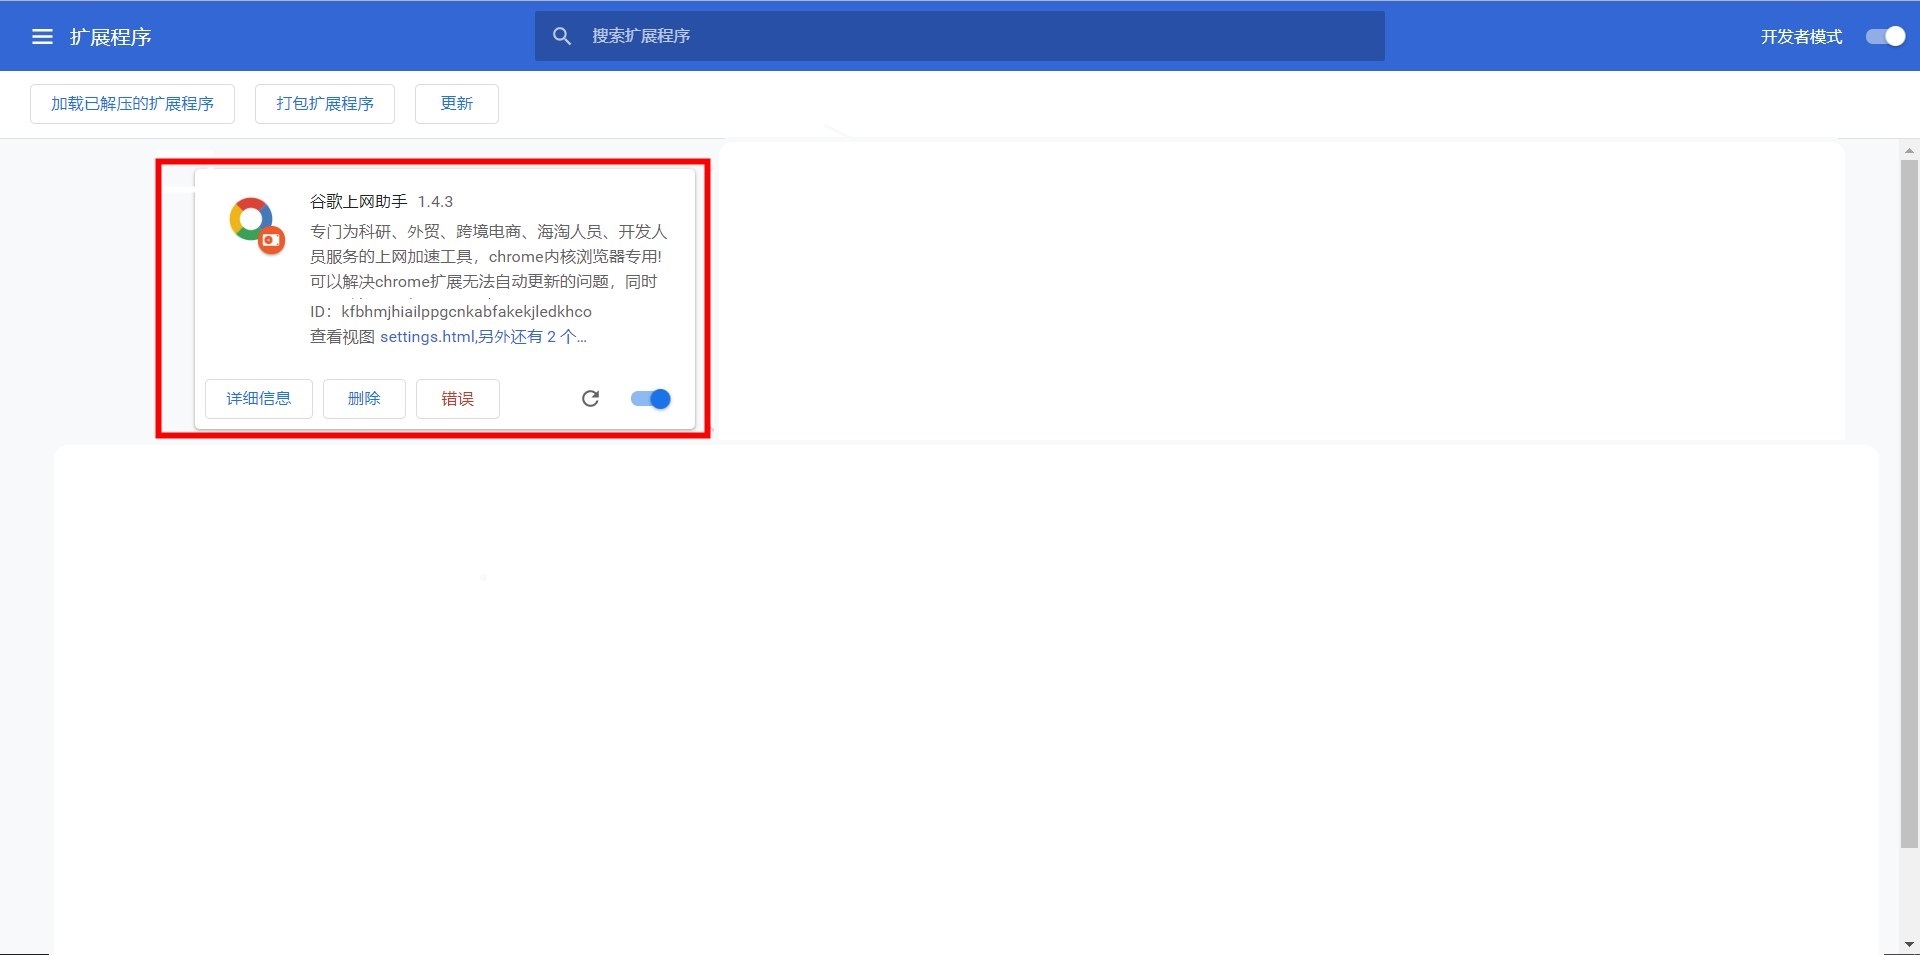 扩展程序
搜索扩展程序
开发者模式
加载已解压的扩展程序
打包扩展程序
更新
谷歌上网助手 1.4.3
专门为科研、外贸、跨境电商、海淘人员、开发人
员服务的上网加速工具，chrome内核浏览器专用!
可以解决chrome扩展无法自动更新的问题，同时
ID：kfbhmjhiailppgcnkabfakekjledkhco
查看视图 settings.html,另外还有 2 个...
详细信息
删除
错误